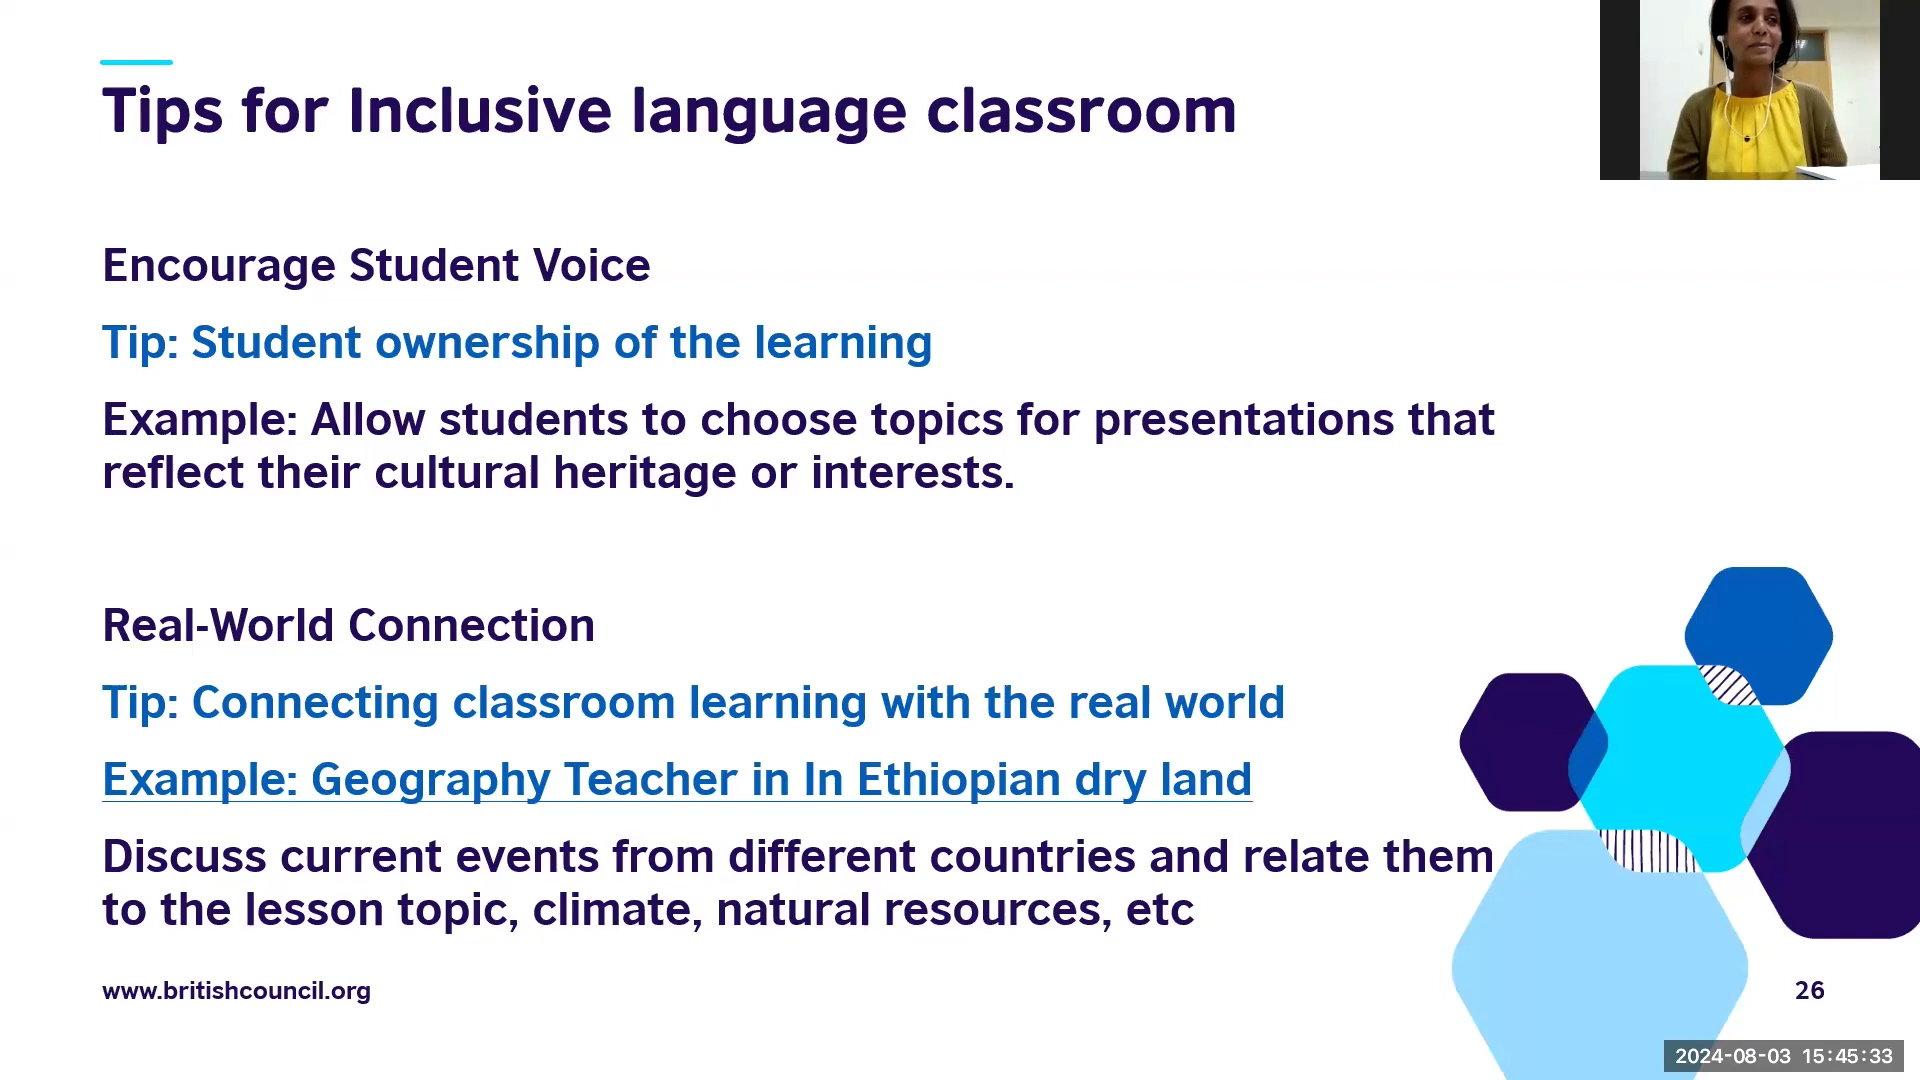 Tips for Inclusive language classroom
Encourage Student Voice
Tip: Student ownership of the learning
Example: Allow students to choose topics for presentations that
reflect their cultural heritage or interests.
Real-World Connection
Tip: Connecting classroom learning with the real world
Example: Geography Teacher in In Ethiopian dry land
Discuss current events from different countries and relate them
to the lesson topic, climate, natural resources, etc
www.britishcouncil.org
26
2024-08-03 15:45:33